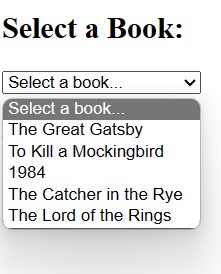 Select a Book:
Select a book...
Select a book...
The Great Gatsby
To Kill a Mockingbird
1984
The Catcher in the Rye
The Lord of the Rings